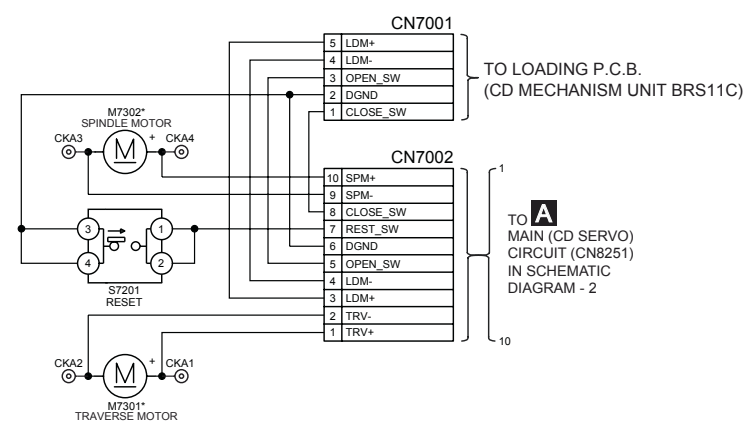 CN7001
5 LDM+
4 LDM-
3 OPEN_SW
2 DGND
1 CLOSE_SW
TO LOADING P.C.B.
(CD MECHANISM UNIT BRS11C)
M7302*
SPINDLE MOTOR
CKA3
+
CKA4
M
CN7002
10 SPM+
9 SPM-
8 CLOSE_SW
7 REST_SW
6 DGND
5 OPEN_SW
4 LDM-
3 LDM+
2 TRV-
1 TRV+
1
10
TO A
MAIN (CD SERVO)
CIRCUIT (CN8251)
IN SCHEMATIC
DIAGRAM - 2
3
1
4
2
S7201
RESET
CKA2
+
CKA1
M
M7301*
TRAVERSE MOTOR